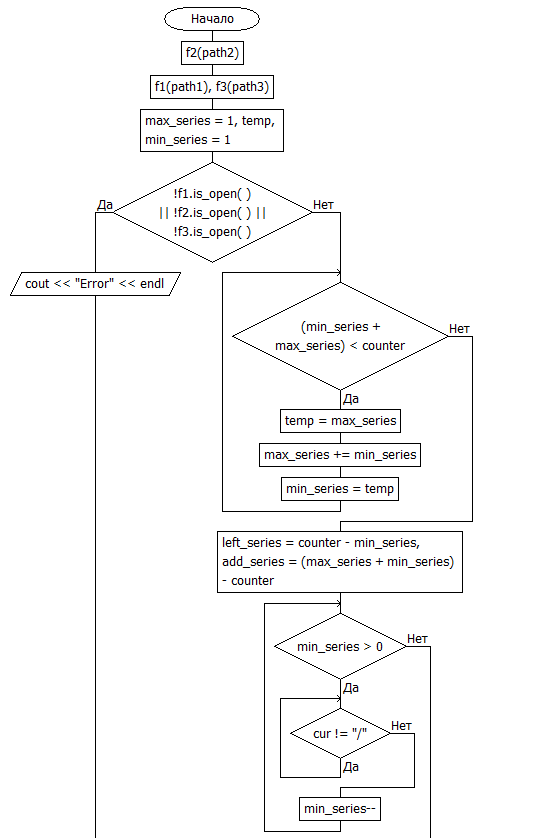 Начало
f2(path2)
f1(path1), f3(path3)
max_series = 1, temp,
min_series = 1
!f1.is_open( )
|| !f2.is_open( ) ||
!f3.is_open( )
Да
Нет
cout << "Error" << endl
(min_series +
max_series) < counter
Нет
Да
temp = max_series
max_series += min_series
min_series = temp
left_series = counter - min_series,
add_series = (max_series + min_series)
- counter
min_series > 0
Нет
Да
cur != "/"
Нет
Да
min_series--